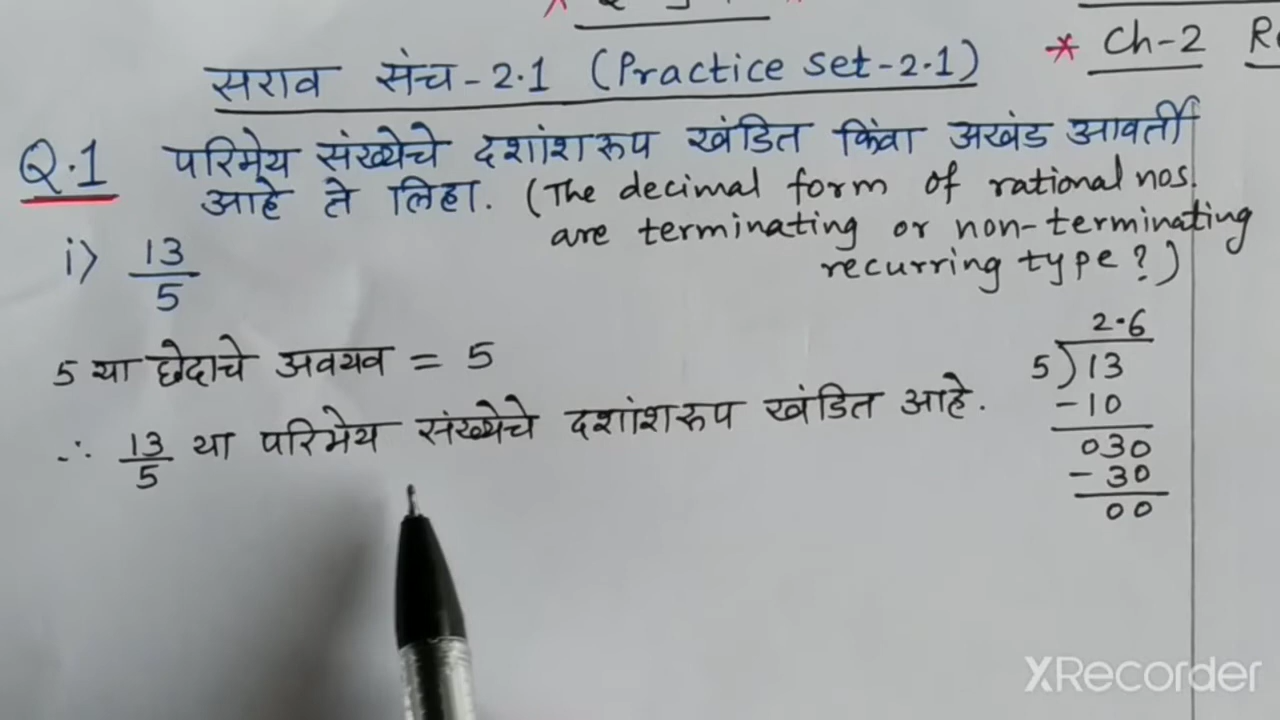 सराव संच - 2.1 (Practice set-2.1)
* Ch-2
Q.1 परिमेय संख्येचे दशांशरूप खंडित किंवा अखंड आवर्ती
आहे ते लिहा. (The decimal form of rational nos.
are terminating or non-terminating
recurring type?)
i) 13/5
5 या छेदाचे अवयव = 5
∴ 13/5 या परिमेय संख्येचे दशांशरूप खंडित आहे.
2.6
5) 13
-10
030
-30
00
XRecorder